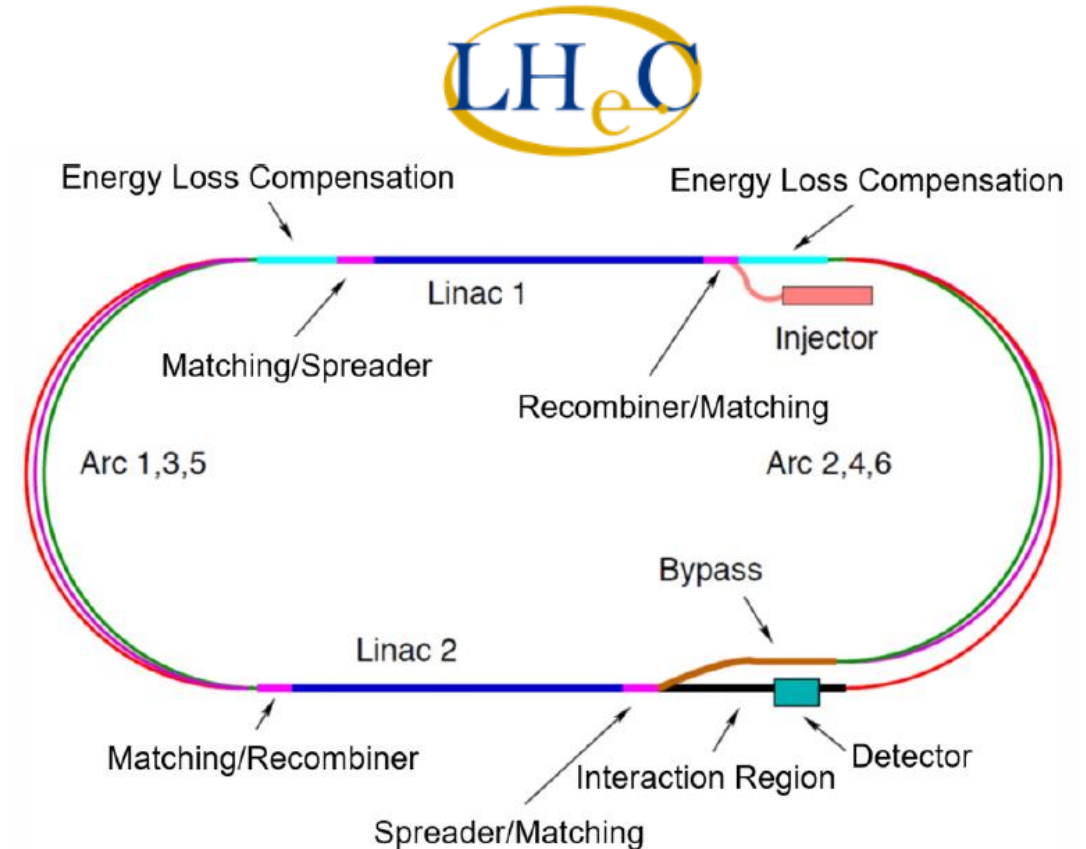 LHeC
Energy Loss Compensation
Energy Loss Compensation
Linac 1
Injector
Matching/Spreader
Recombiner/Matching
Arc 1,3,5
Arc 2,4,6
Bypass
Linac 2
Matching/Recombiner
Interaction Region
Detector
Spreader/Matching